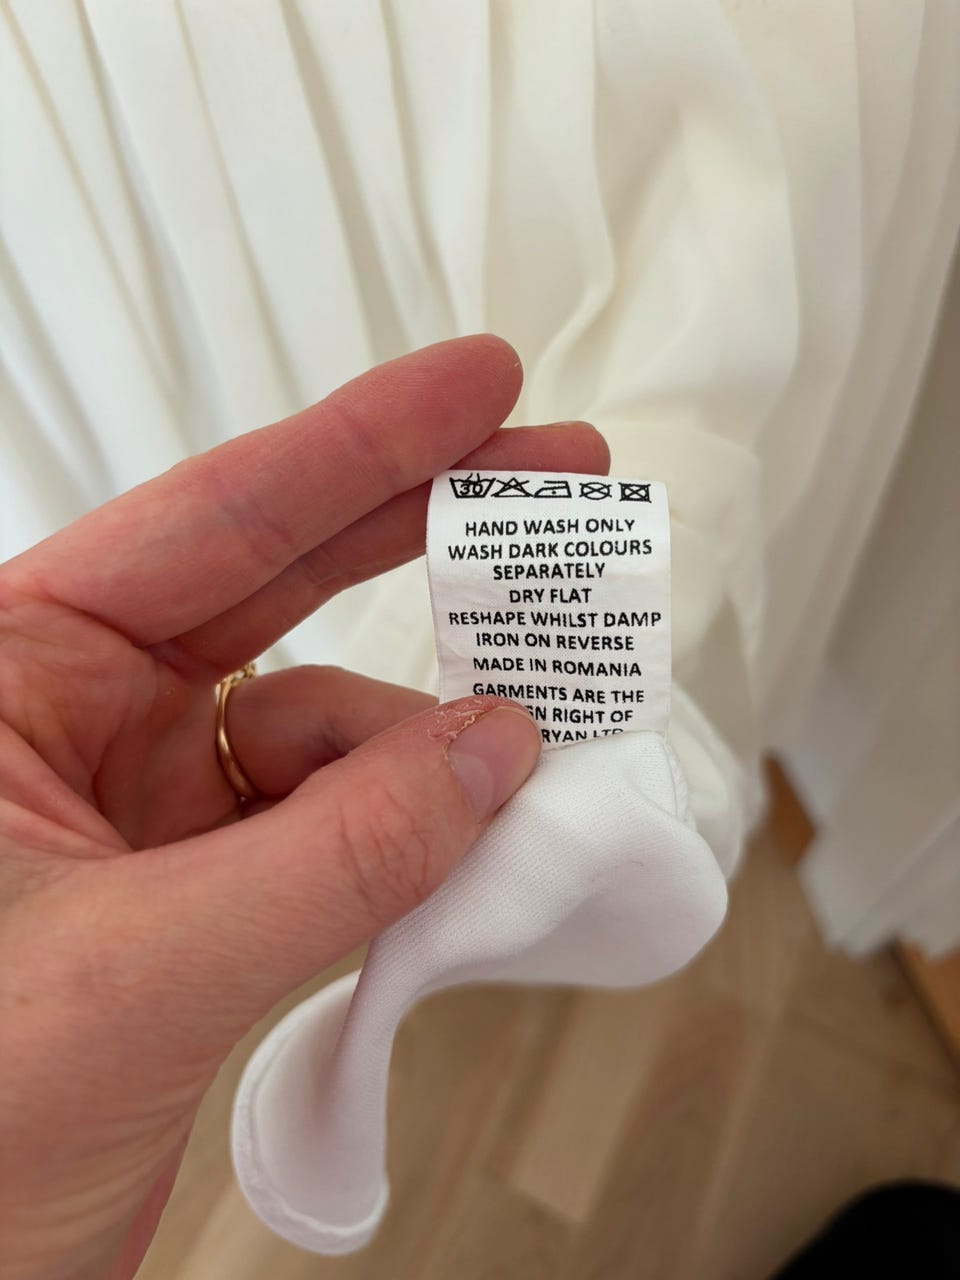 30
HAND WASH ONLY
WASH DARK COLOURS
SEPARATELY
DRY FLAT
RESHAPE WHILST DAMP
IRON ON REVERSE
MADE IN ROMANIA
GARMENTS ARE THE
RIGHT OF